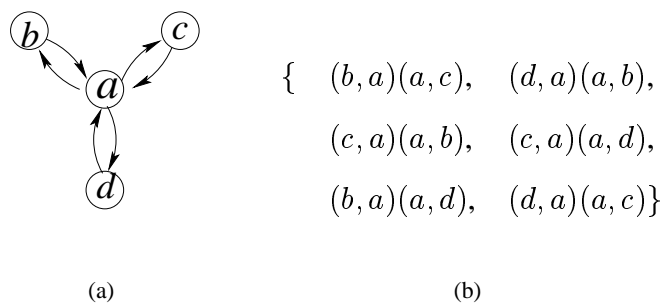 b
c
a
d
{ (b, a)(a, c), (d, a)(a, b),
(c, a)(a, b), (c, a)(a, d),
(b, a)(a, d), (d, a)(a, c)}
(a) (b)